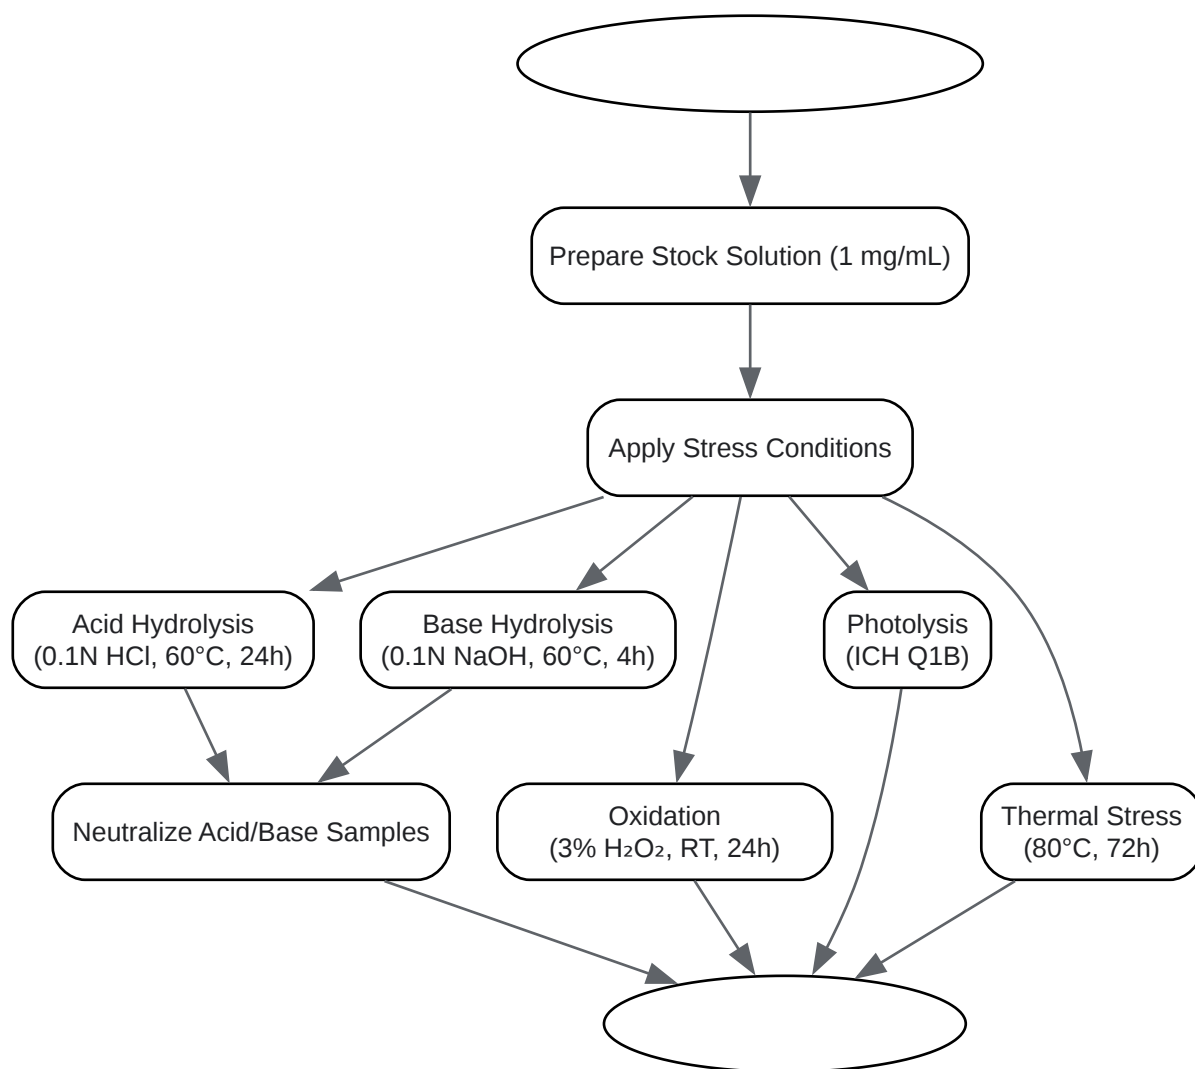 Prepare Stock Solution (1 mg/mL)
Apply Stress Conditions
Acid Hydrolysis
(0.1N HCl, 60°C, 24h)
Base Hydrolysis
(0.1N NaOH, 60°C, 4h)
Photolysis
(ICH Q1B)
Neutralize Acid/Base Samples
Oxidation
(3% H₂O₂, RT, 24h)
Thermal Stress
(80°C, 72h)